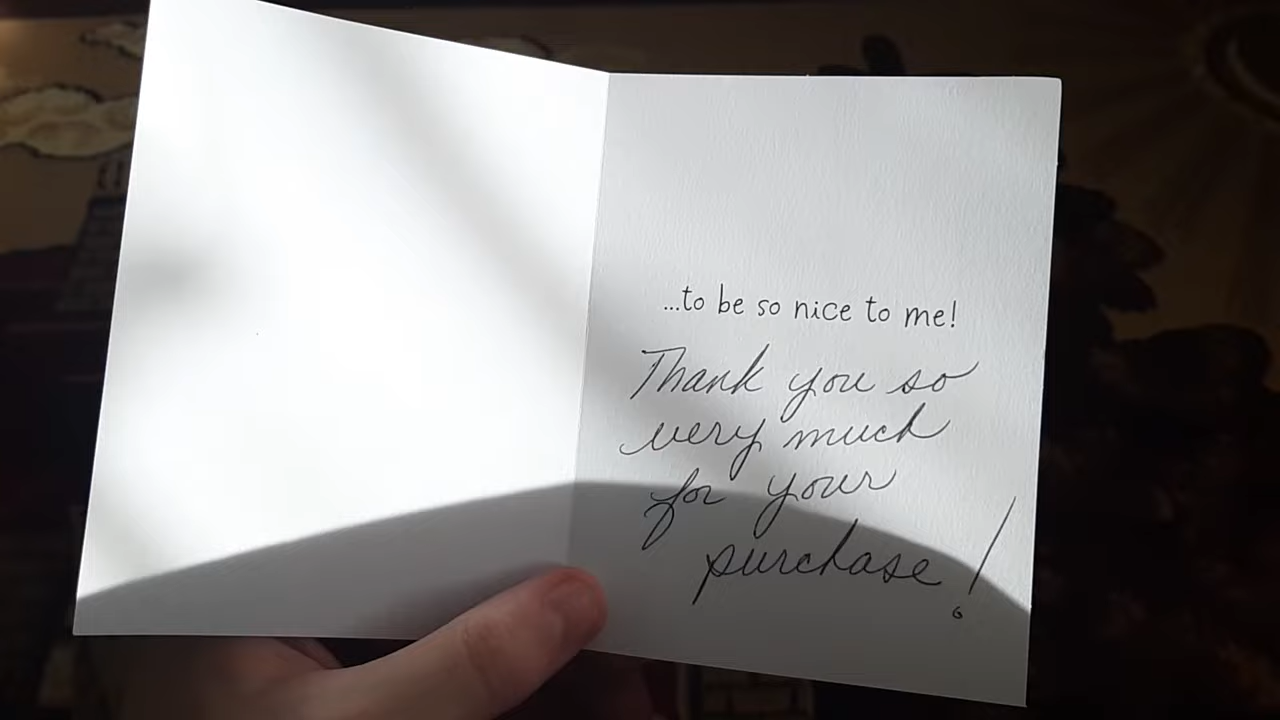 ...to be so nice to me!
Thank you so
very much
for your
purchase!